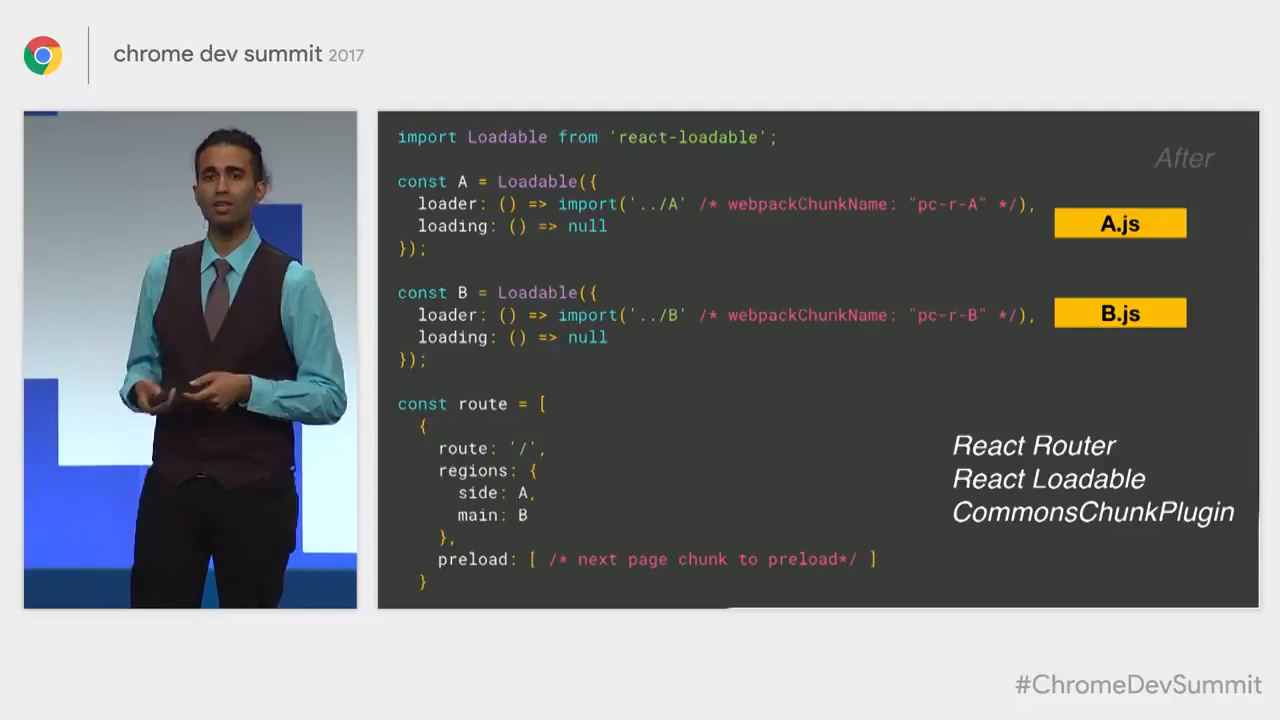 chrome dev summit 2017
import Loadable from 'react-loadable';
After
const A = Loadable({
loader: () => import('../A' /* webpackChunkName: "pc-r-A" */),
loading: () => null
});
A.js
const B = Loadable({
loader: () => import('../B' /* webpackChunkName: "pc-r-B" */),
loading: () => null
});
B.js
const route = [
{
route: '/',
regions: {
side: A,
main: B
},
preload: [ /* next page chunk to preload*/ ]
}
React Router
React Loadable
CommonsChunkPlugin
#ChromeDevSummit